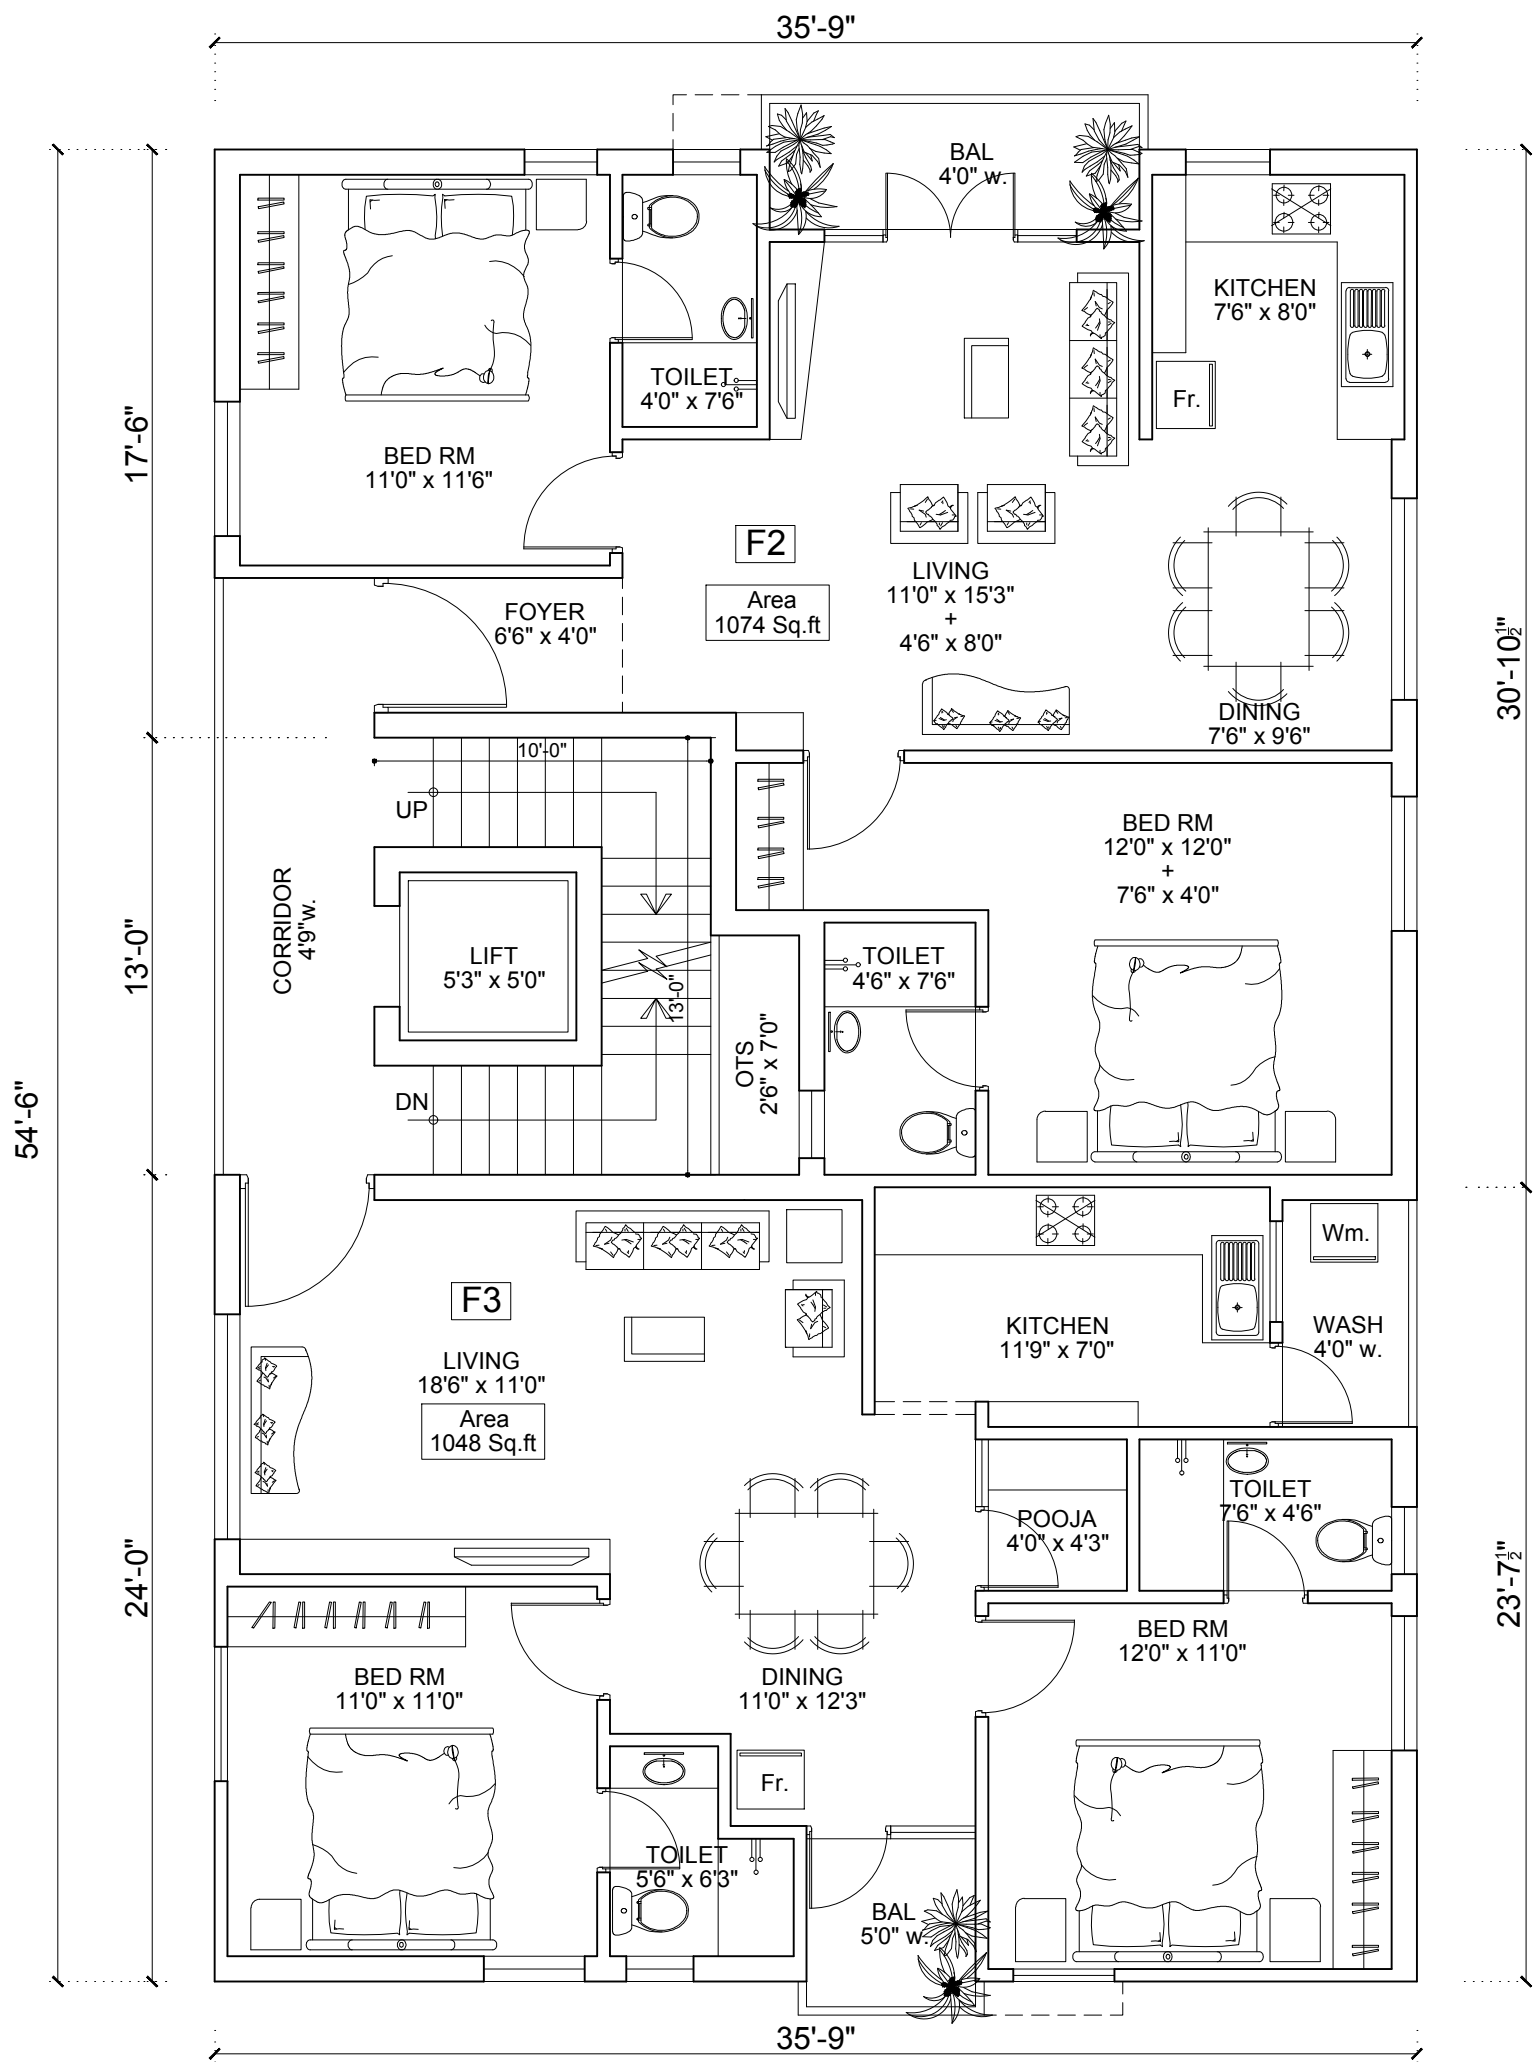 35'-9"
BAL
4'0" w.
KITCHEN
7'6" x 8'0"
TOILET
4'0" x 7'6"
Fr.
17'-6"
BED RM
11'0" x 11'6"
F2
Area
1074 Sq.ft
LIVING
11'0" x 15'3"
+
4'6" x 8'0"
FOYER
6'6" x 4'0"
30'-10½"
DINING
7'6" x 9'6"
10'-0"
UP
BED RM
12'0" x 12'0"
+
7'6" x 4'0"
13'-0"
CORRIDOR
4'9"w.
LIFT
5'3" x 5'0"
13'-0"
TOILET
4'6" x 7'6"
OTS
2'6" x 7'0"
DN
54'-6"
Wm.
F3
KITCHEN
11'9" x 7'0"
WASH
4'0" w.
LIVING
18'6" x 11'0"
Area
1048 Sq.ft
TOILET
7'6" x 4'6"
POOJA
4'0" x 4'3"
24'-0"
23'-7½"
BED RM
12'0" x 11'0"
BED RM
11'0" x 11'0"
DINING
11'0" x 12'3"
Fr.
TOILET
5'6" x 6'3"
BAL
5'0" w.
35'-9"